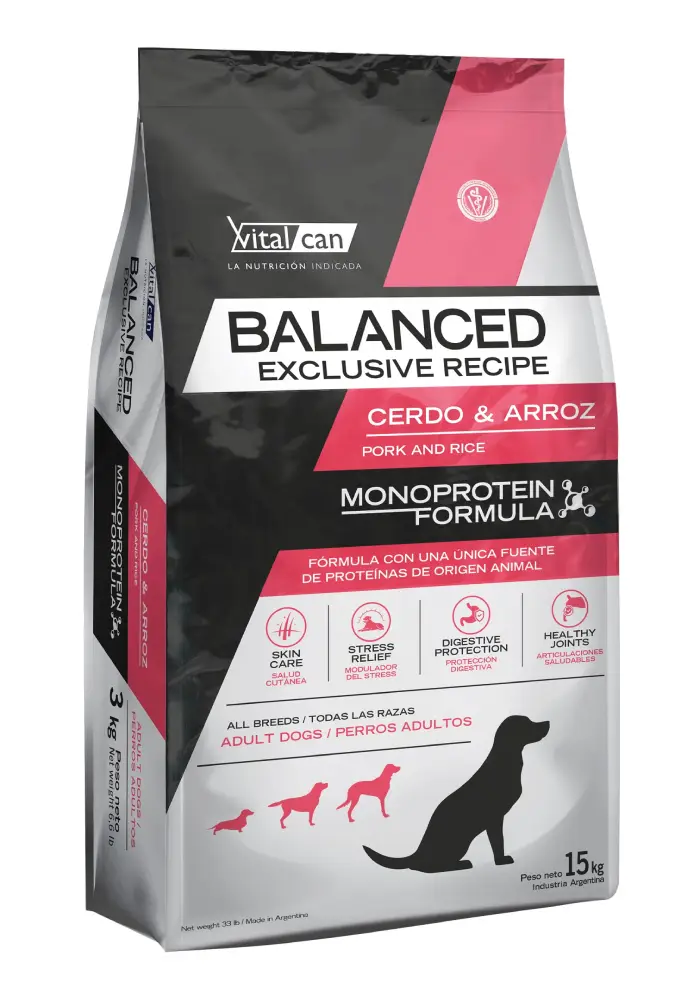 Vital can
LA NUTRICIÓN INDICADA
BALANCED
EXCLUSIVE RECIPE
CERDO & ARROZ
PORK AND RICE
MONOPROTEIN
FORMULA
FÓRMULA CON UNA ÚNICA FUENTE
DE PROTEÍNAS DE ORIGEN ANIMAL
SKIN
CARE
SALUD
CUTÁNEA
STRESS
RELIEF
MODULADOR
DEL STRESS
DIGESTIVE
PROTECTION
PROTECCIÓN
DIGESTIVA
HEALTHY
JOINTS
ARTICULACIONES
SALUDABLES
ALL BREEDS / TODAS LAS RAZAS
ADULT DOGS / PERROS ADULTOS
Peso neto 15 kg
Industria Argentina
Net weight 33 lb / Made in Argentina
Vital can
BALANCED
EXCLUSIVE RECIPE
MONOPROTEIN
FORMULA
CERDO & ARROZ
PORK AND RICE
3 kg Peso neto
Net weight 6.6 lb
ADULT DOGS /
PERROS ADULTOS